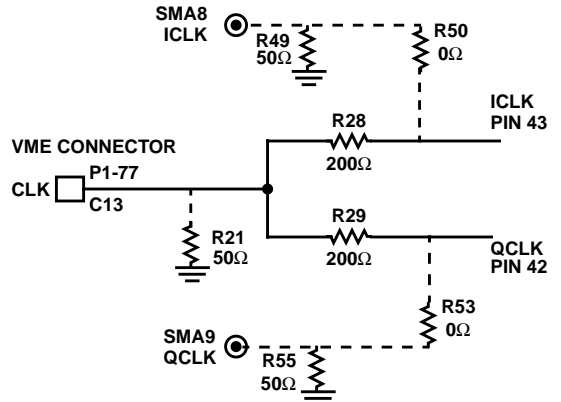 SMA8
ICLK
R49
50Ω
R50
0Ω
ICLK
PIN 43
R28
200Ω
VME CONNECTOR
P1-77
CLK
C13
R21
50Ω
R29
200Ω
QCLK
PIN 42
R53
0Ω
SMA9
QCLK
R55
50Ω